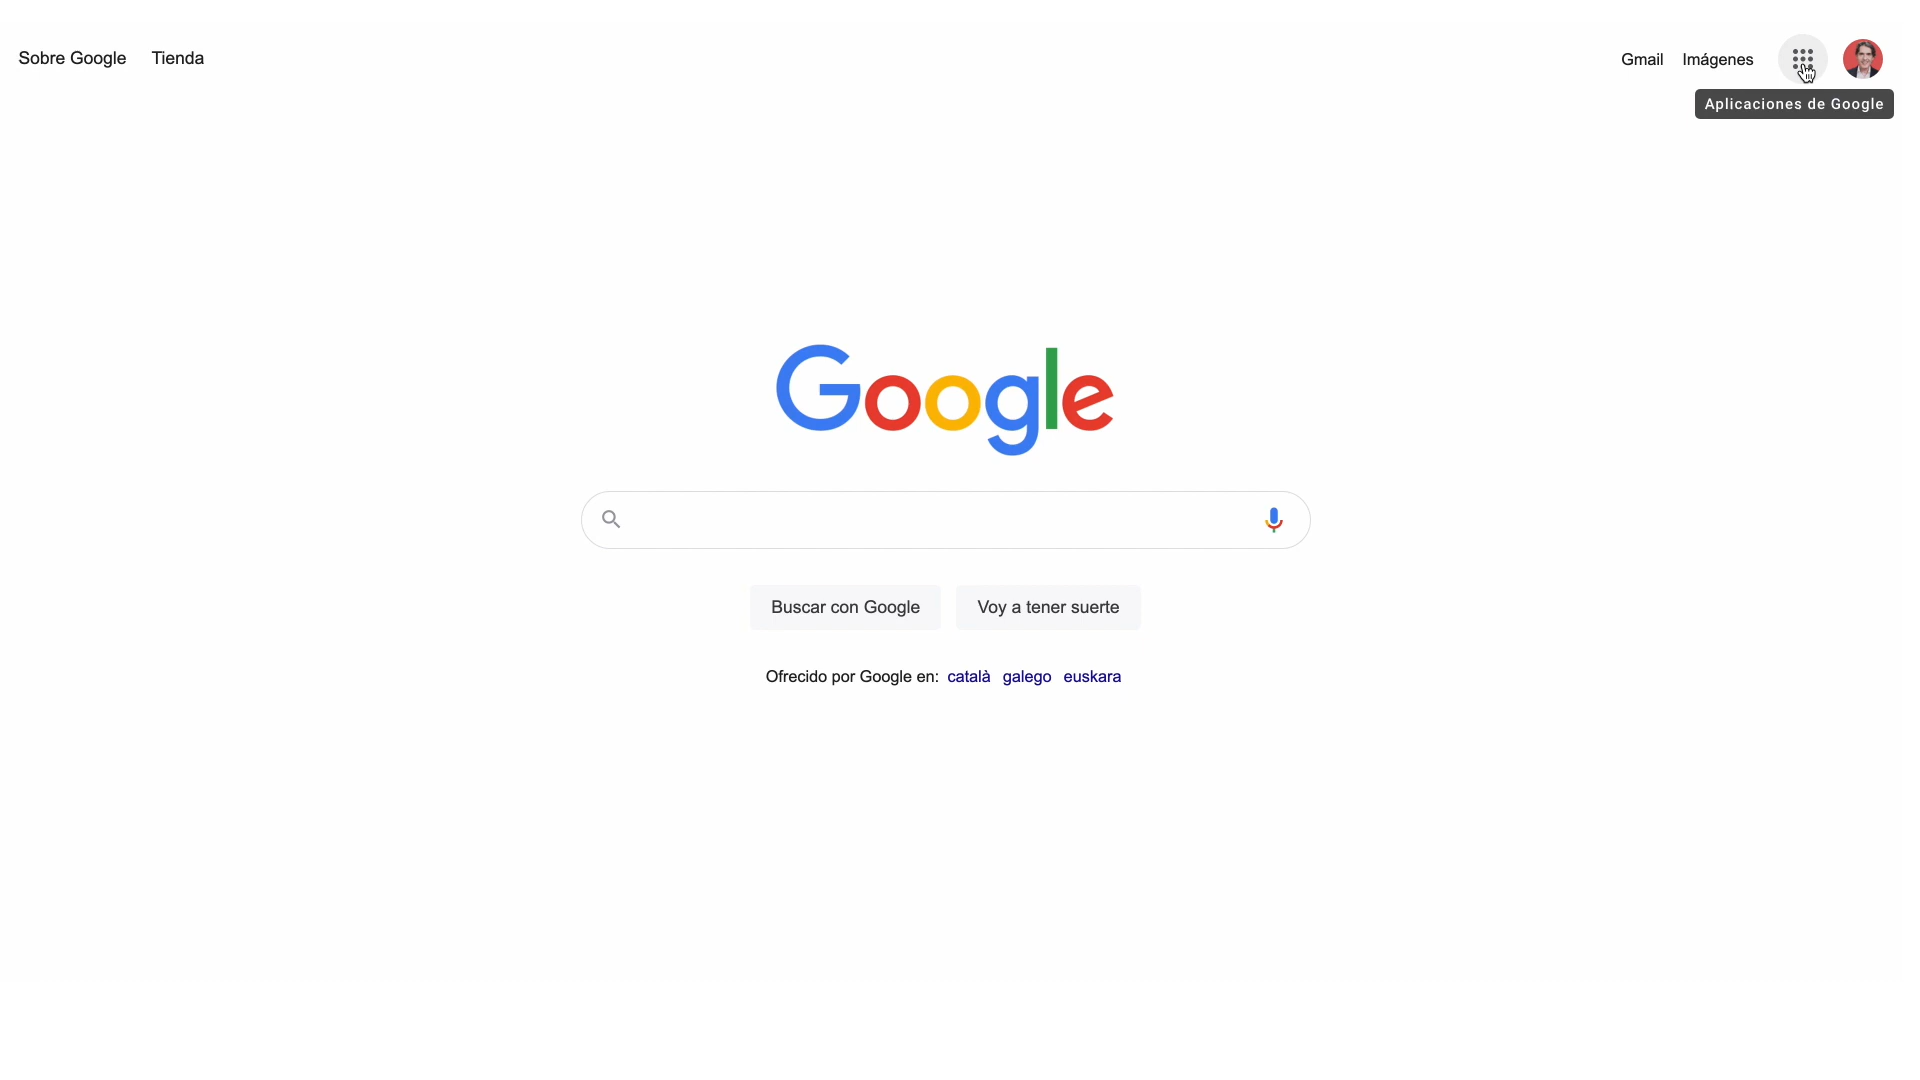 Sobre Google Tienda
Gmail Imágenes
Aplicaciones de Google
Google
Buscar con Google Voy a tener suerte
Ofrecido por Google en: català galego euskara